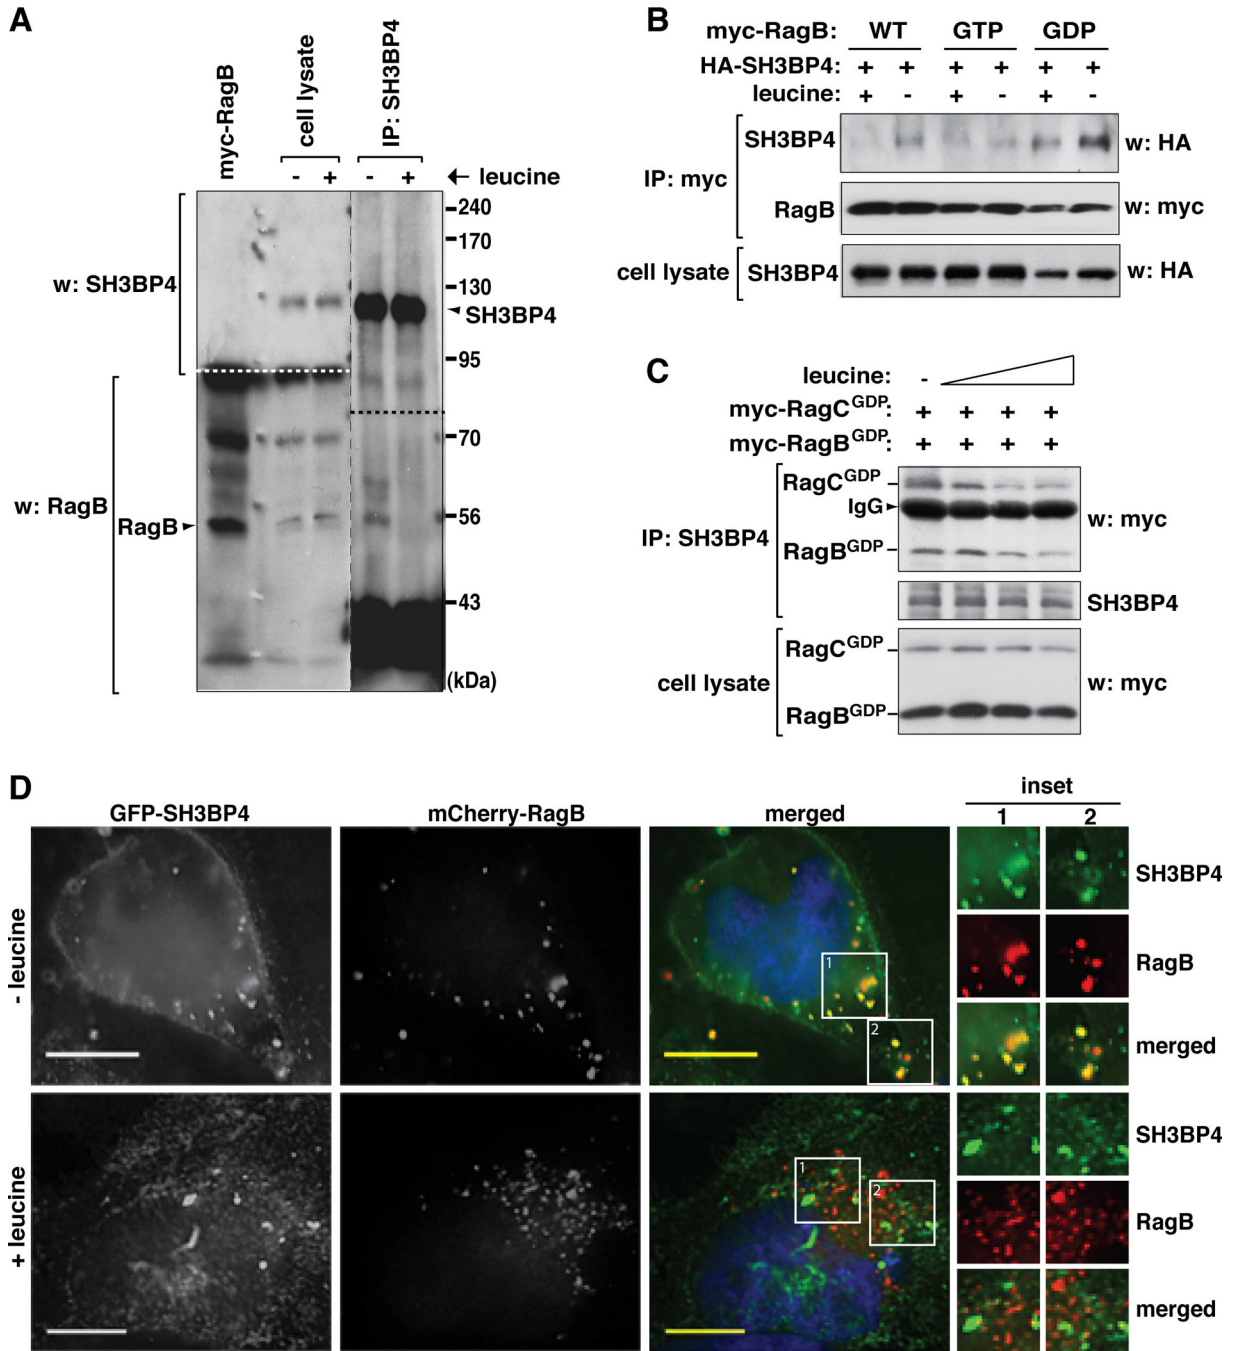 A
myc-RagB
cell lysate
IP: SH3BP4
- + - + ← leucine
240
170
w: SH3BP4
130
SH3BP4
95
70
w: RagB
RagB
56
43
(kDa)
B
myc-RagB: WT GTP GDP
HA-SH3BP4: + + + + + +
leucine: + - + - + -
IP: myc
SH3BP4 w: HA
RagB w: myc
cell lysate SH3BP4 w: HA
C
leucine: -
myc-RagCGDP: + + + +
myc-RagBGDP: + + + +
IP: SH3BP4
RagCGDP
IgG w: myc
RagBGDP
SH3BP4
cell lysate
RagCGDP
w: myc
RagBGDP
D
GFP-SH3BP4 mCherry-RagB merged inset
1 2
- leucine
1
2
SH3BP4
RagB
merged
+ leucine
1
2
SH3BP4
RagB
merged